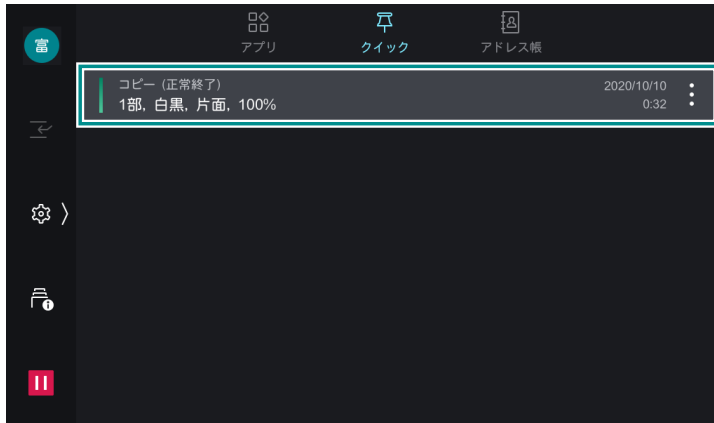 富
アプリ
クイック
アドレス帳
コピー (正常終了)
2020/10/10
1部, 白黒, 片面, 100%
0:32